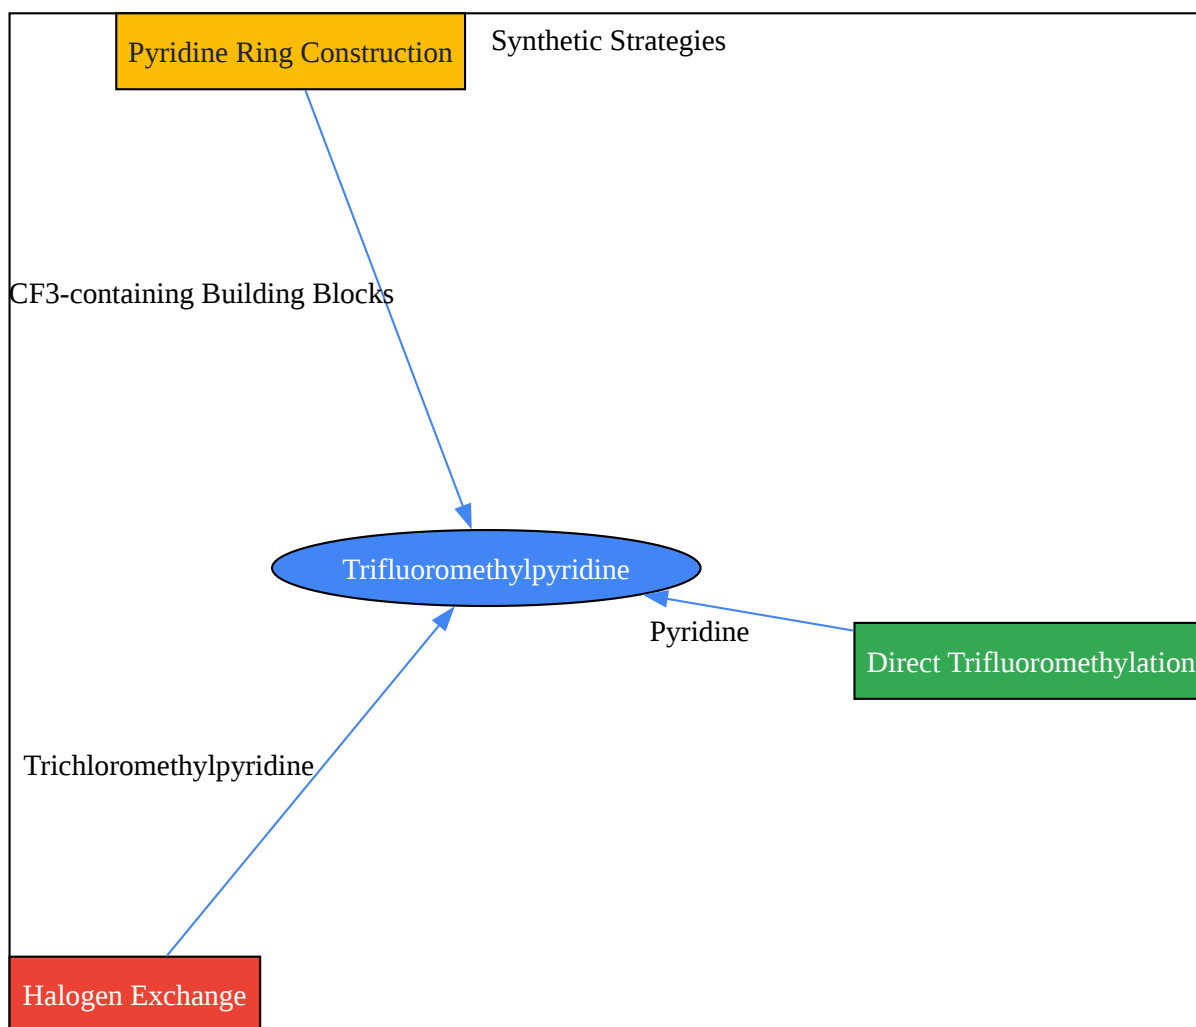 Synthetic Strategies
Pyridine Ring Construction
CF3-containing Building Blocks
Trifluoromethylpyridine
Pyridine
Direct Trifluoromethylation
Trichloromethylpyridine
Halogen Exchange